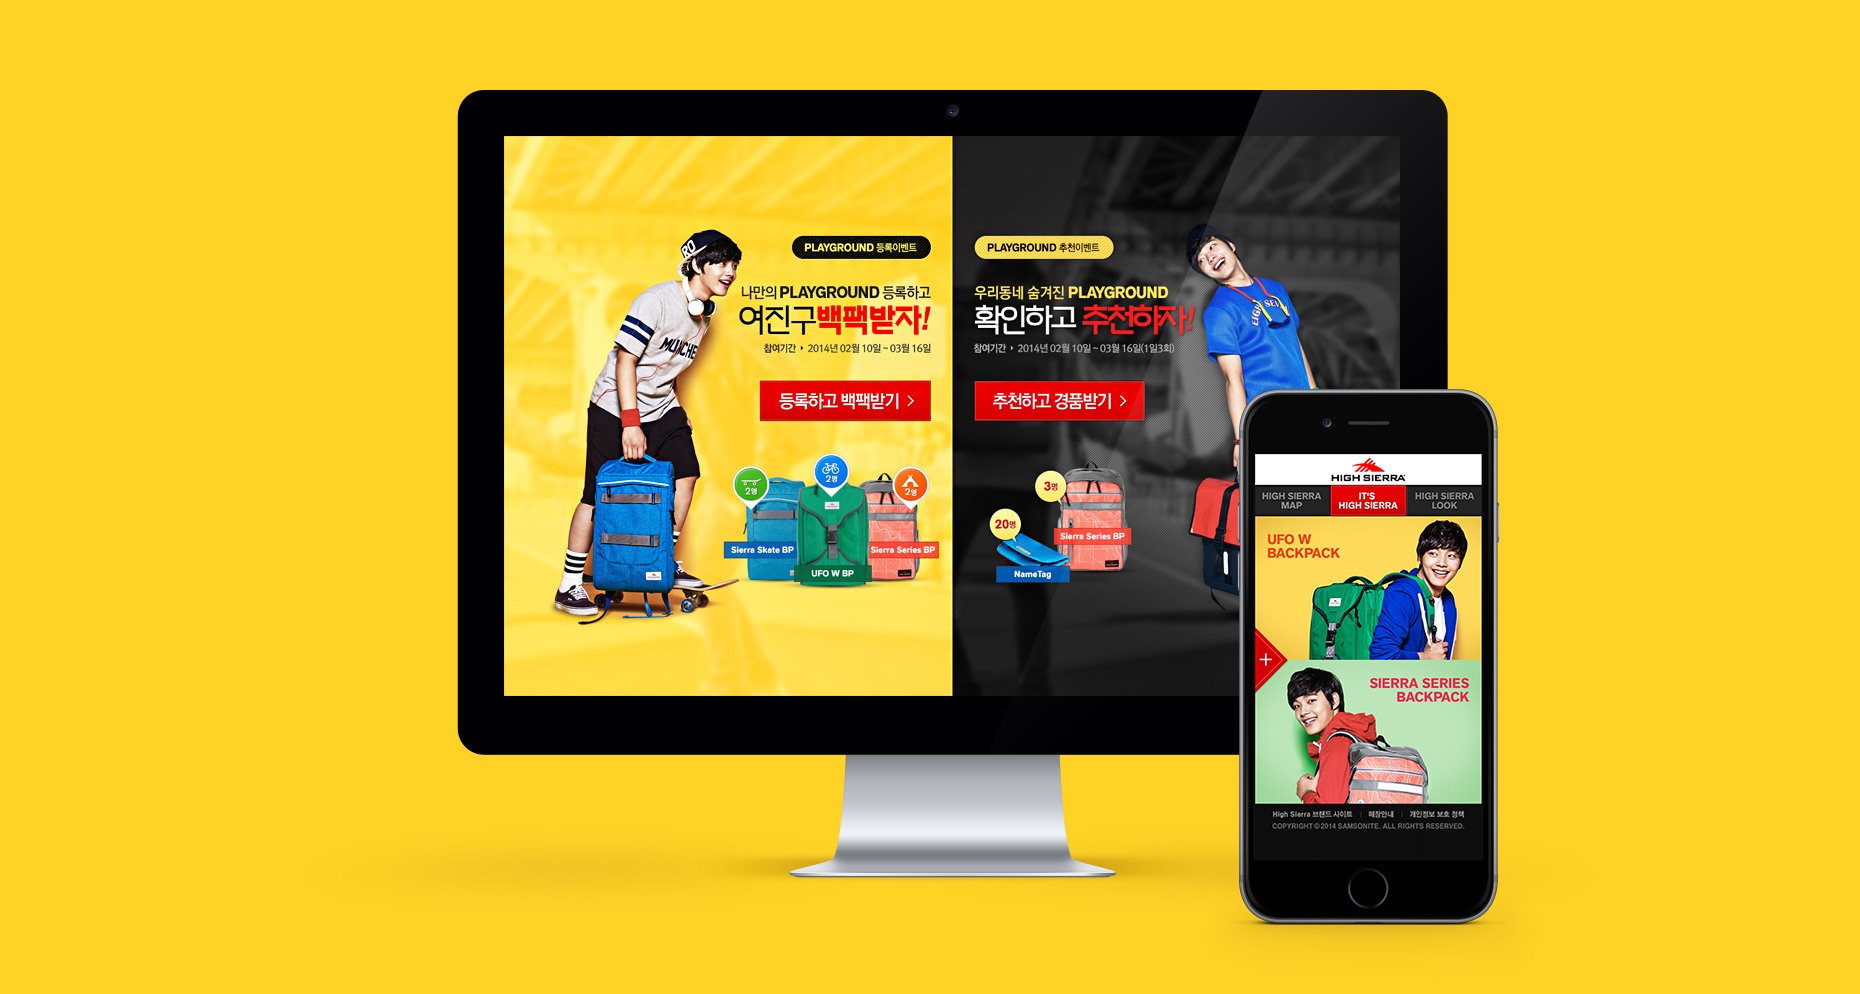 PLAYGROUND 등록이벤트
나만의 PLAYGROUND 등록하고
여진구백팩받자!
참여기간 ▸ 2014년 02월 10일 ~ 03월 16일
등록하고 백팩받기 >
2명
2명
2명
Sierra Skate BP
UFO W BP
Sierra Series BP
RO
MUNCHE
PLAYGROUND 추천이벤트
우리동네 숨겨진 PLAYGROUND
확인하고 추천하자!
참여기간 ▸ 2014년 02월 10일 ~ 03월 16일(1일3회)
추천하고 경품받기 >
3명
20명
Sierra Series BP
NameTag
HIGH SIERRA
HIGH SIERRA
MAP
IT'S
HIGH SIERRA
HIGH SIERRA
LOOK
UFO W
BACKPACK
+
SIERRA SERIES
BACKPACK
High Sierra 브랜드 사이트 | 매장안내 | 개인정보 보호 정책
COPYRIGHT©2014 SAMSONITE. ALL RIGHTS RESERVED.